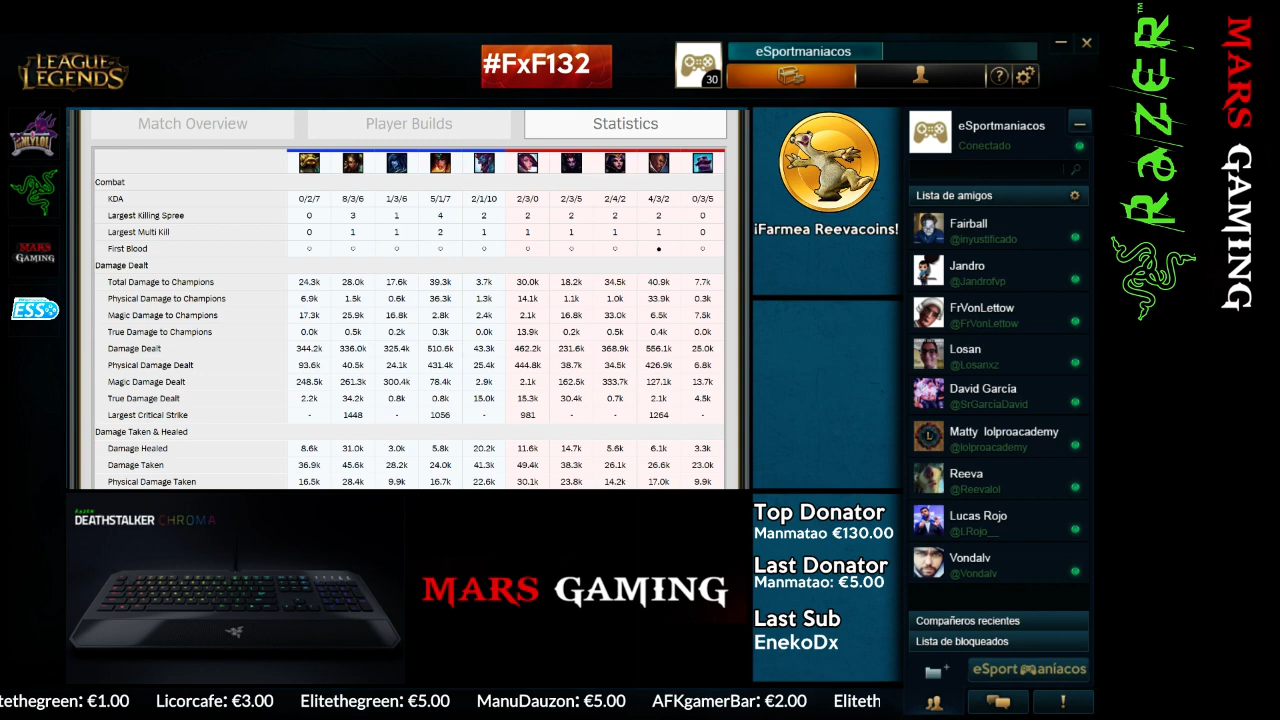 LEAGUE OF LEGENDS
#FxF132
30
eSportmaniacos
?
RAZER™
MARS GAMING
ONLYLOL
MARS GAMING
ESS
Match Overview Player Builds Statistics
Combat
KDA 0/2/7 8/3/6 1/3/6 5/1/7 2/1/10 2/3/0 2/3/5 2/4/2 4/3/2 0/3/5
Largest Killing Spree 0 3 1 4 2 2 2 2 2 0
Largest Multi Kill 0 1 1 2 1 1 1 1 1 0
First Blood ○ ○ ○ ○ ○ ○ ○ ○ ● ○
Damage Dealt
Total Damage to Champions 24.3k 28.0k 17.6k 39.3k 3.7k 30.0k 18.2k 34.5k 40.9k 7.7k
Physical Damage to Champions 6.9k 1.5k 0.6k 36.3k 1.3k 14.1k 1.1k 1.0k 33.9k 0.3k
Magic Damage to Champions 17.3k 25.9k 16.8k 2.8k 2.4k 2.1k 16.8k 33.0k 6.5k 7.5k
True Damage to Champions 0.0k 0.5k 0.2k 0.3k 0.0k 13.9k 0.2k 0.5k 0.4k 0.0k
Damage Dealt 344.2k 336.0k 325.4k 510.6k 43.3k 462.2k 231.6k 368.9k 556.1k 25.0k
Physical Damage Dealt 93.6k 40.5k 24.1k 431.4k 25.4k 444.8k 38.7k 34.5k 426.9k 6.8k
Magic Damage Dealt 248.5k 261.3k 300.4k 78.4k 2.9k 2.1k 162.5k 333.7k 127.1k 13.7k
True Damage Dealt 2.2k 34.2k 0.8k 0.8k 15.0k 15.3k 30.4k 0.7k 2.1k 4.5k
Largest Critical Strike - 1448 - 1056 - 981 - - 1264 -
Damage Taken & Healed
Damage Healed 8.6k 31.0k 3.0k 5.8k 20.2k 11.6k 14.7k 5.6k 6.1k 3.3k
Damage Taken 36.9k 45.6k 28.2k 24.0k 41.3k 49.4k 38.3k 26.1k 26.6k 23.0k
Physical Damage Taken 16.5k 28.4k 9.9k 16.7k 22.6k 30.1k 23.8k 14.2k 17.0k 9.9k
¡Farmea Reevacoins!
eSportmaniacos
Conectado
Lista de amigos
Fairball
@inyustificado
Jandro
@Jandrofvp
FrVonLettow
@FrVonLettow
Losan
@Losanxz
David García
@SrGarciaDavid
Matty lolproacademy
@lolproacademy
Reeva
@Reevalol
Lucas Rojo
@LRojo__
Vondalv
@Vondalv
Compañeros recientes
Lista de bloqueados
eSportmaníacos
RAZER
DEATHSTALKER CHROMA
MARS GAMING
Top Donator
Manmatao €130.00
Last Donator
Manmatao: €5.00
Last Sub
EnekoDx
tethegreen: €1.00 Licorcafe: €3.00 Elitethegreen: €5.00 ManuDauzon: €5.00 AFKgamerBar: €2.00 Eliteth
!